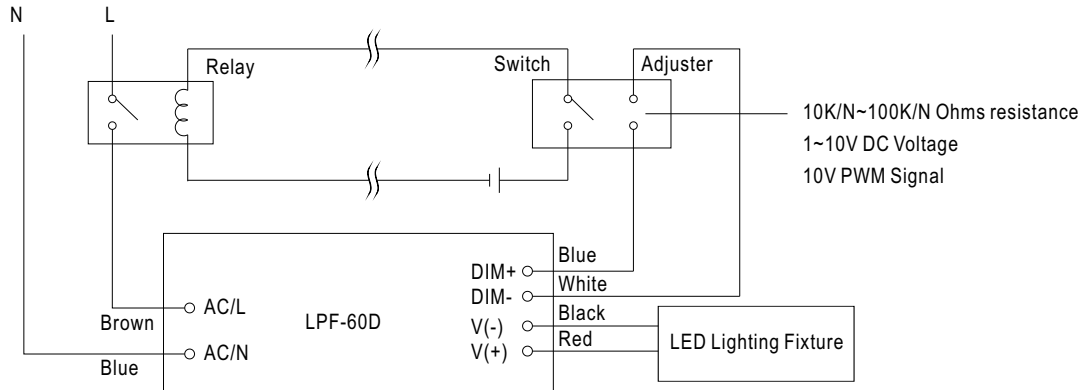 N
L
Relay
Switch
Adjuster
10K/N~100K/N Ohms resistance
1~10V DC Voltage
10V PWM Signal
Blue
DIM+
White
DIM-
Black
V(-)
Red
V(+)
AC/L
LPF-60D
Brown
AC/N
Blue
LED Lighting Fixture